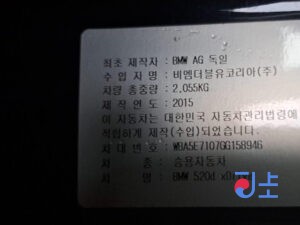 최초 제작자 : BMW AG 독일
수 입 자 명 : 비엠더블유코리아(주)
차량 총중량 : 2,055KG
제 작 연 도 : 2015
이 자동차는 대한민국 자동차관리법령에
적합하게 제작(수입)되었습니다.
차 대 번 호 : WBA5E7107GG158946
차 종 : 승용자동차
차 명 : BMW 520d